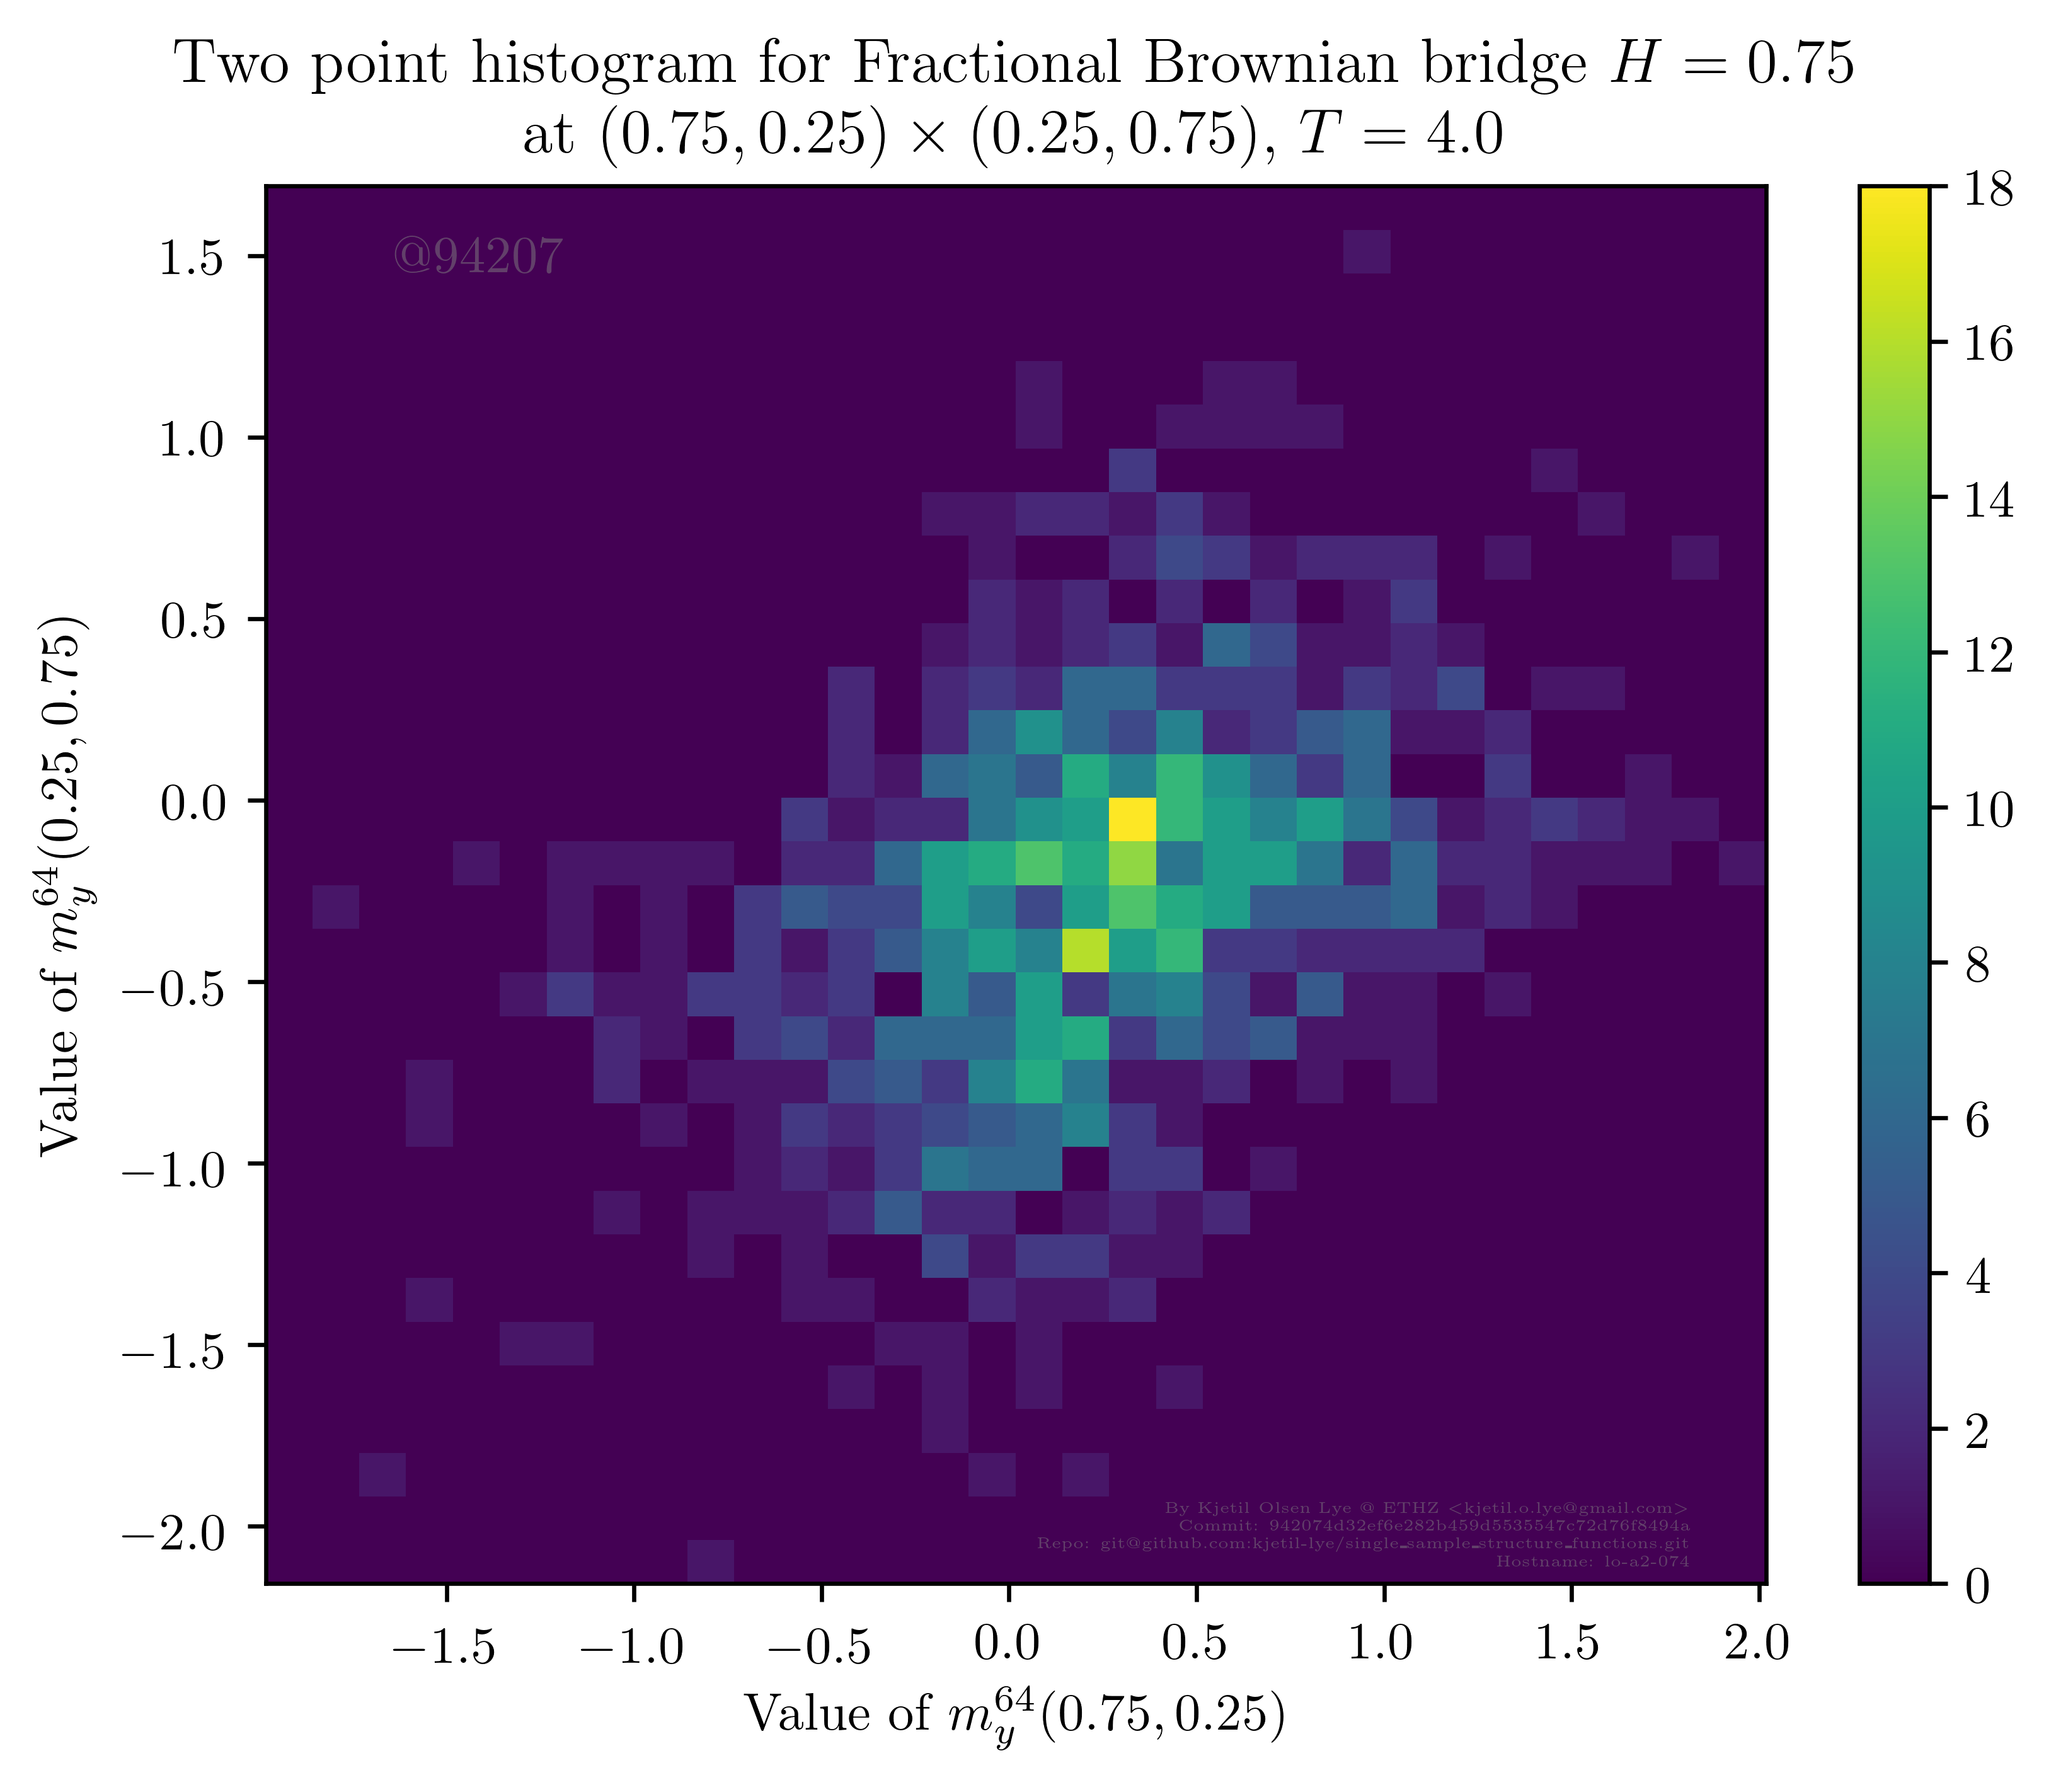 Two point histogram for Fractional Brownian bridge H = 0.75
at (0.75, 0.25) × (0.25, 0.75), T = 4.0
@94207
Value of m_y^{64}(0.25, 0.75)
1.5
1.0
0.5
0.0
−0.5
−1.0
−1.5
−2.0
−1.5 −1.0 −0.5 0.0 0.5 1.0 1.5 2.0
Value of m_y^{64}(0.75, 0.25)
18
16
14
12
10
8
6
4
2
0
By Kjetil Olsen Lye @ ETHZ <kjetil.o.lye@gmail.com>
Commit: 942074d32ef6e282b459d5535547c72d76f8494a
Repo: git@github.com:kjetil-lye/single_sample_structure_functions.git
Hostname: lo-a2-074